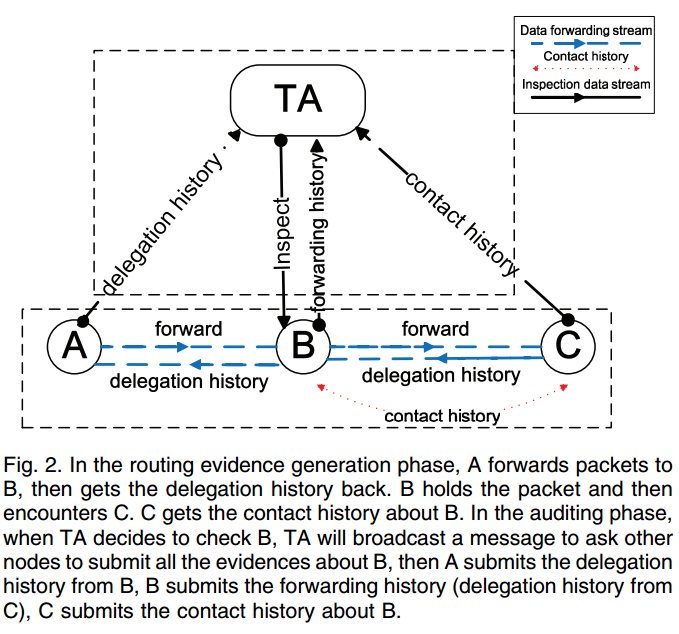 Data forwarding stream
Contact history
Inspection data stream
TA
delegation history
Inspect
forwarding history
contact history
A
forward
B
forward
C
delegation history
delegation history
contact history
Fig. 2. In the routing evidence generation phase, A forwards packets to
B, then gets the delegation history back. B holds the packet and then
encounters C. C gets the contact history about B. In the auditing phase,
when TA decides to check B, TA will broadcast a message to ask other
nodes to submit all the evidences about B, then A submits the delegation
history from B, B submits the forwarding history (delegation history from
C), C submits the contact history about B.